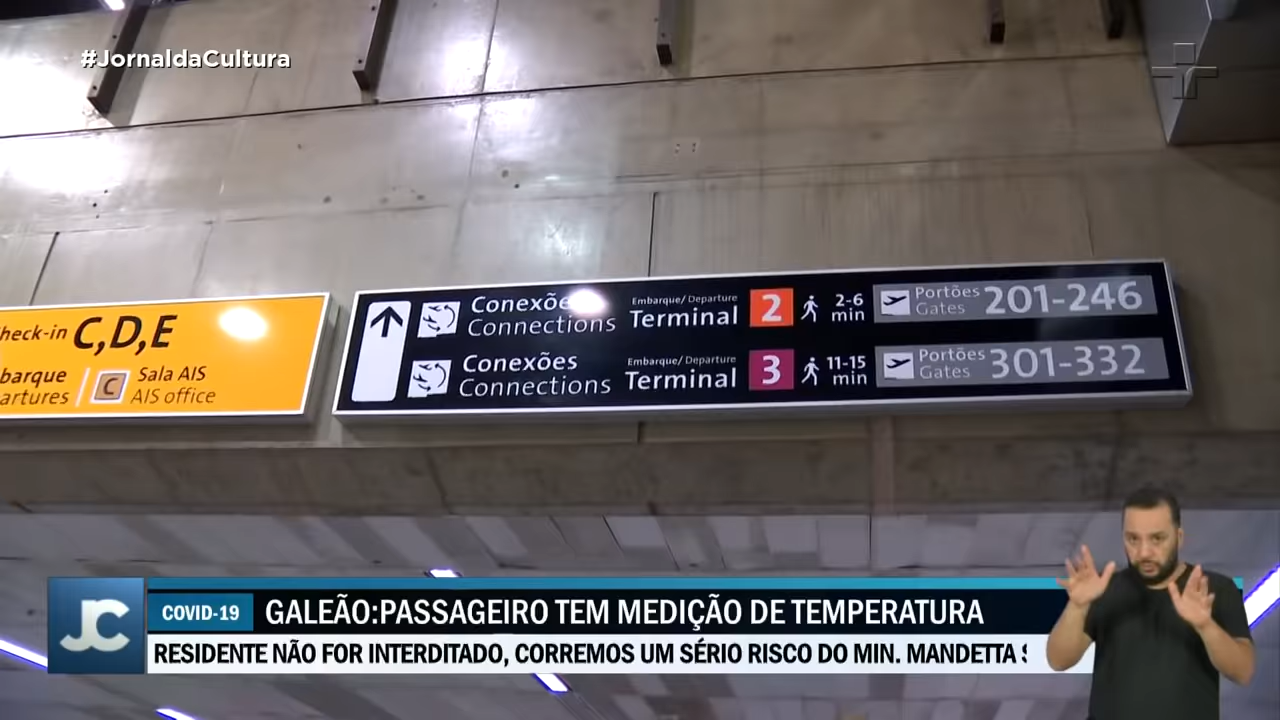 #JornaldaCultura
heck-in C,D,E
barque
artures
C
Sala AIS
AIS office
Conexões
Connections
Embarque/Departure
Terminal 2
2-6
min
Portões
Gates
201-246
Conexões
Connections
Embarque/Departure
Terminal 3
11-15
min
Portões
Gates
301-332
JC
COVID-19
GALEÃO:PASSAGEIRO TEM MEDIÇÃO DE TEMPERATURA
RESIDENTE NÃO FOR INTERDITADO, CORREMOS UM SÉRIO RISCO DO MIN. MANDETTA